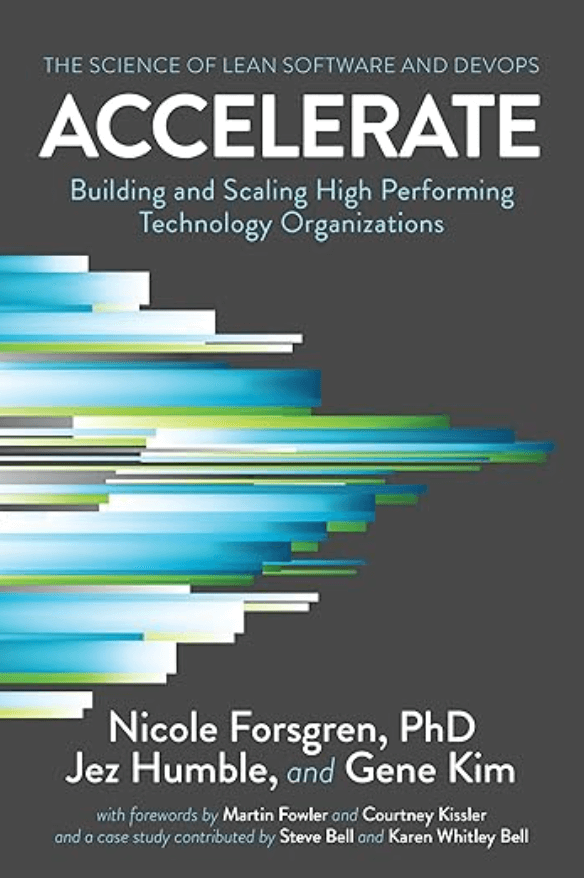 THE SCIENCE OF LEAN SOFTWARE AND DEVOPS
ACCELERATE
Building and Scaling High Performing
Technology Organizations
Nicole Forsgren, PhD
Jez Humble, and Gene Kim
with forewords by Martin Fowler and Courtney Kissler
and a case study contributed by Steve Bell and Karen Whitley Bell